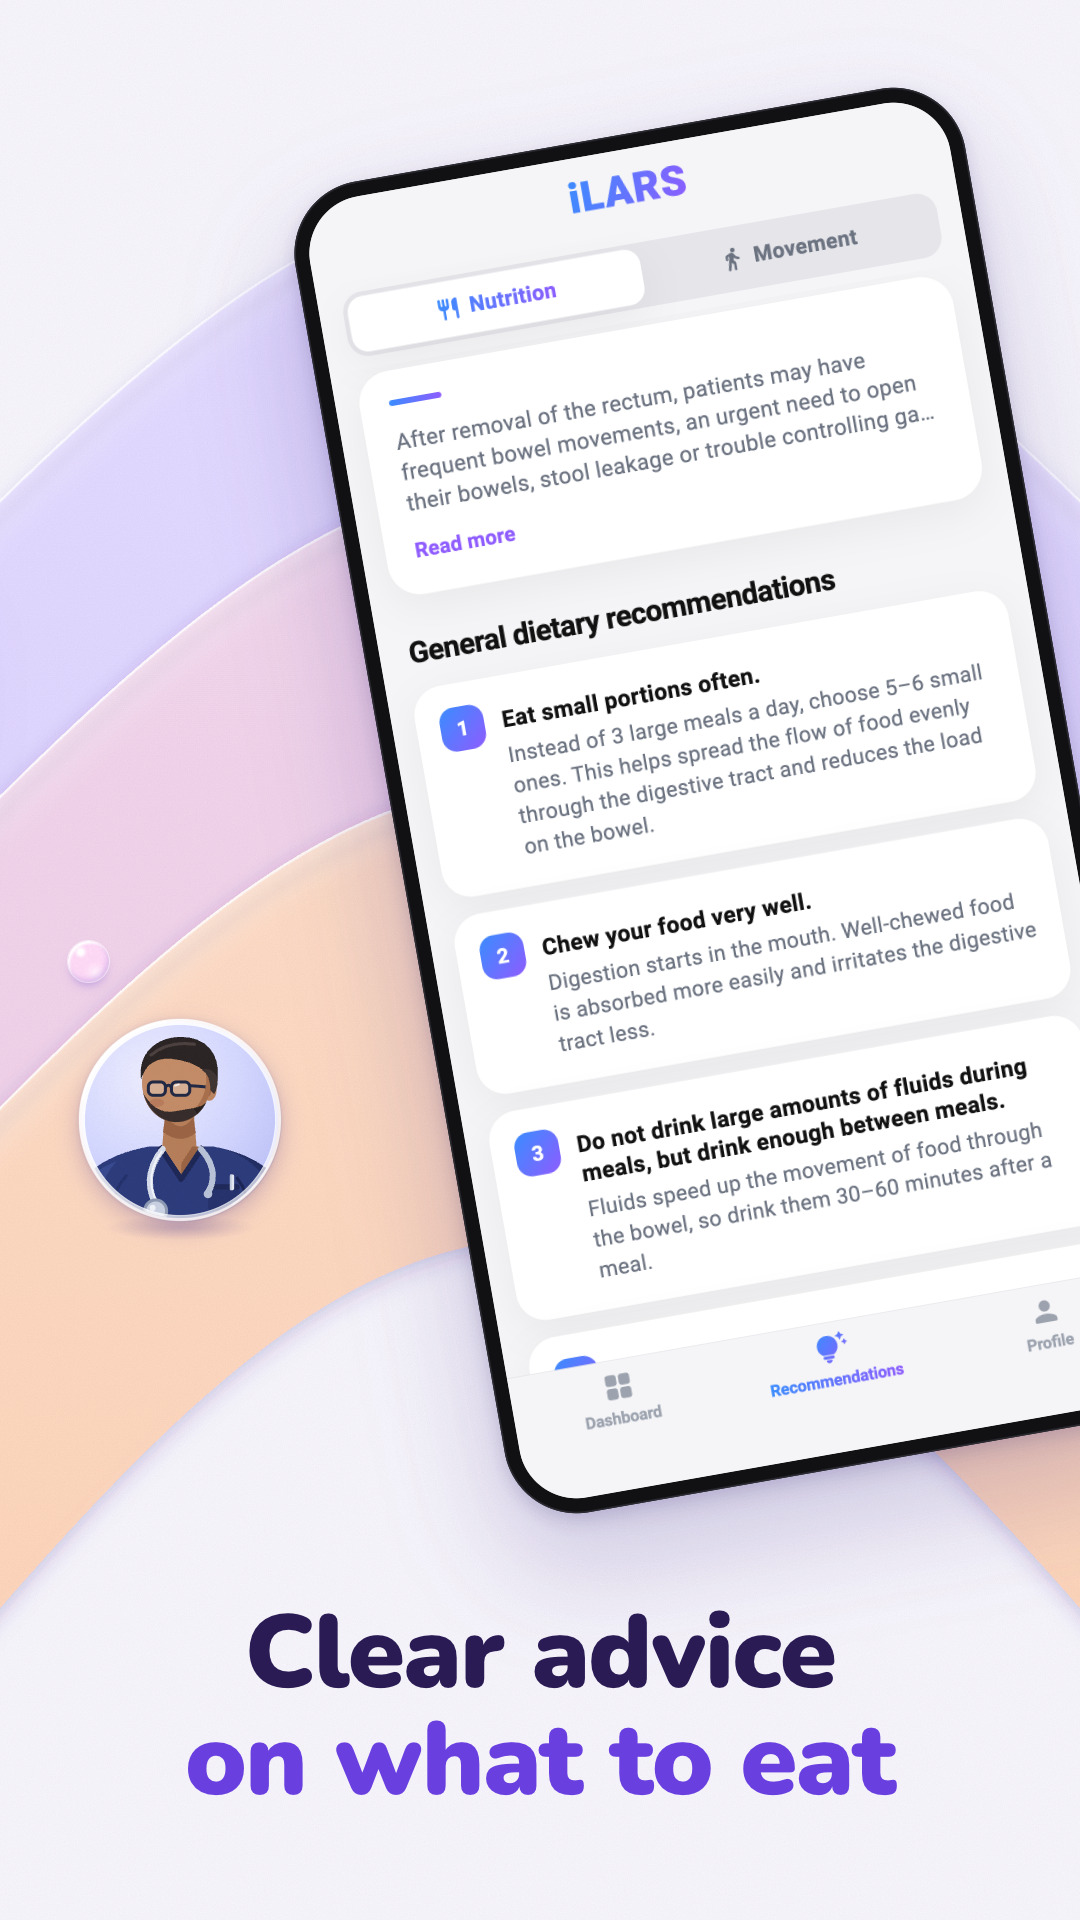 iLARS
Nutrition
Movement
After removal of the rectum, patients may have
frequent bowel movements, an urgent need to open
their bowels, stool leakage or trouble controlling ga...
Read more
General dietary recommendations
1
Eat small portions often.
Instead of 3 large meals a day, choose 5–6 small
ones. This helps spread the flow of food evenly
through the digestive tract and reduces the load
on the bowel.
2
Chew your food very well.
Digestion starts in the mouth. Well-chewed food
is absorbed more easily and irritates the digestive
tract less.
3
Do not drink large amounts of fluids during
meals, but drink enough between meals.
Fluids speed up the movement of food through
the bowel, so drink them 30–60 minutes after a
meal.
Dashboard
Recommendations
Profile
Clear advice
on what to eat